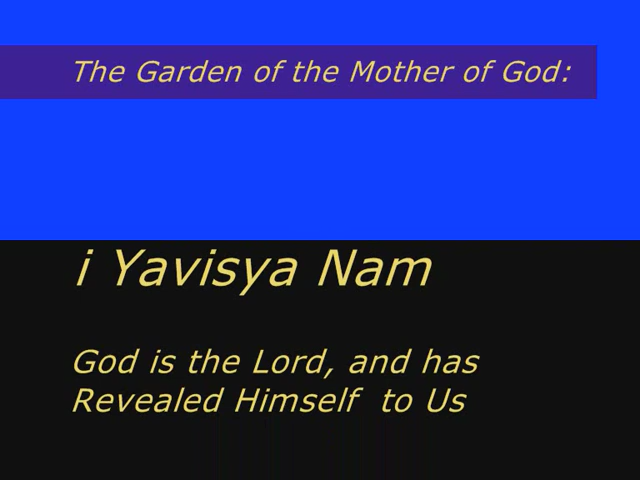 The Garden of the Mother of God:
i Yavisya Nam
God is the Lord, and has
Revealed Himself to Us